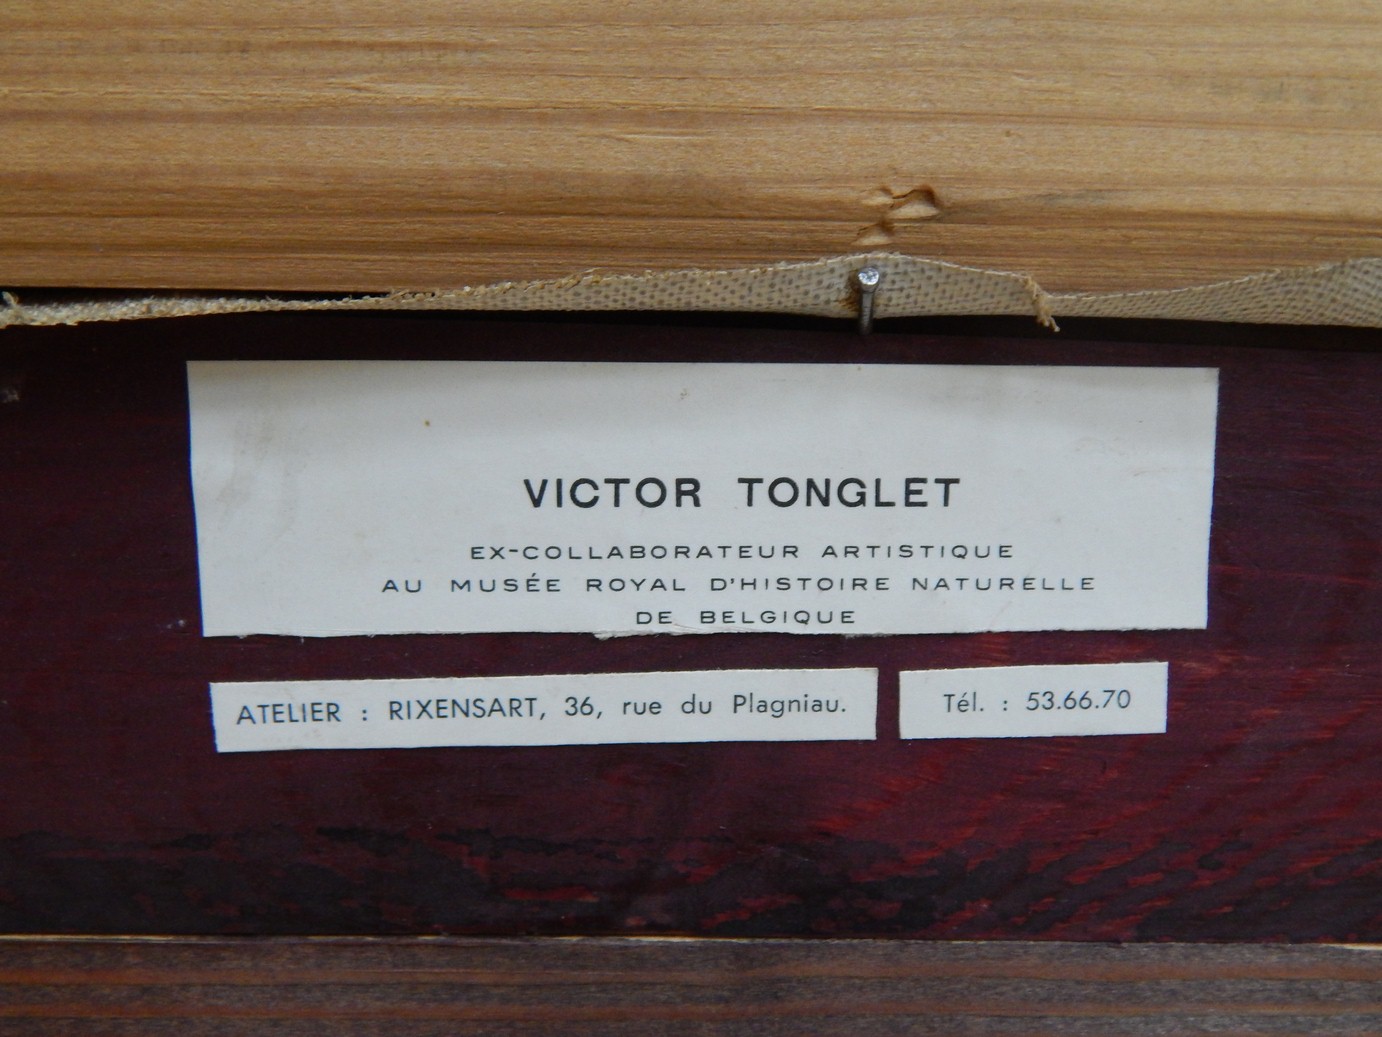 VICTOR TONGLET
EX-COLLABORATEUR ARTISTIQUE
AU MUSÉE ROYAL D'HISTOIRE NATURELLE
DE BELGIQUE
ATELIER : RIXENSART, 36, rue du Plagniau. Tél. : 53.66.70